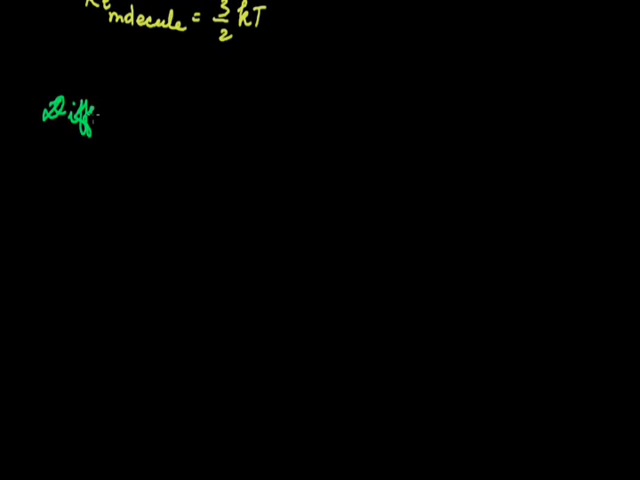 KE molecule = 3/2 kT
Diff